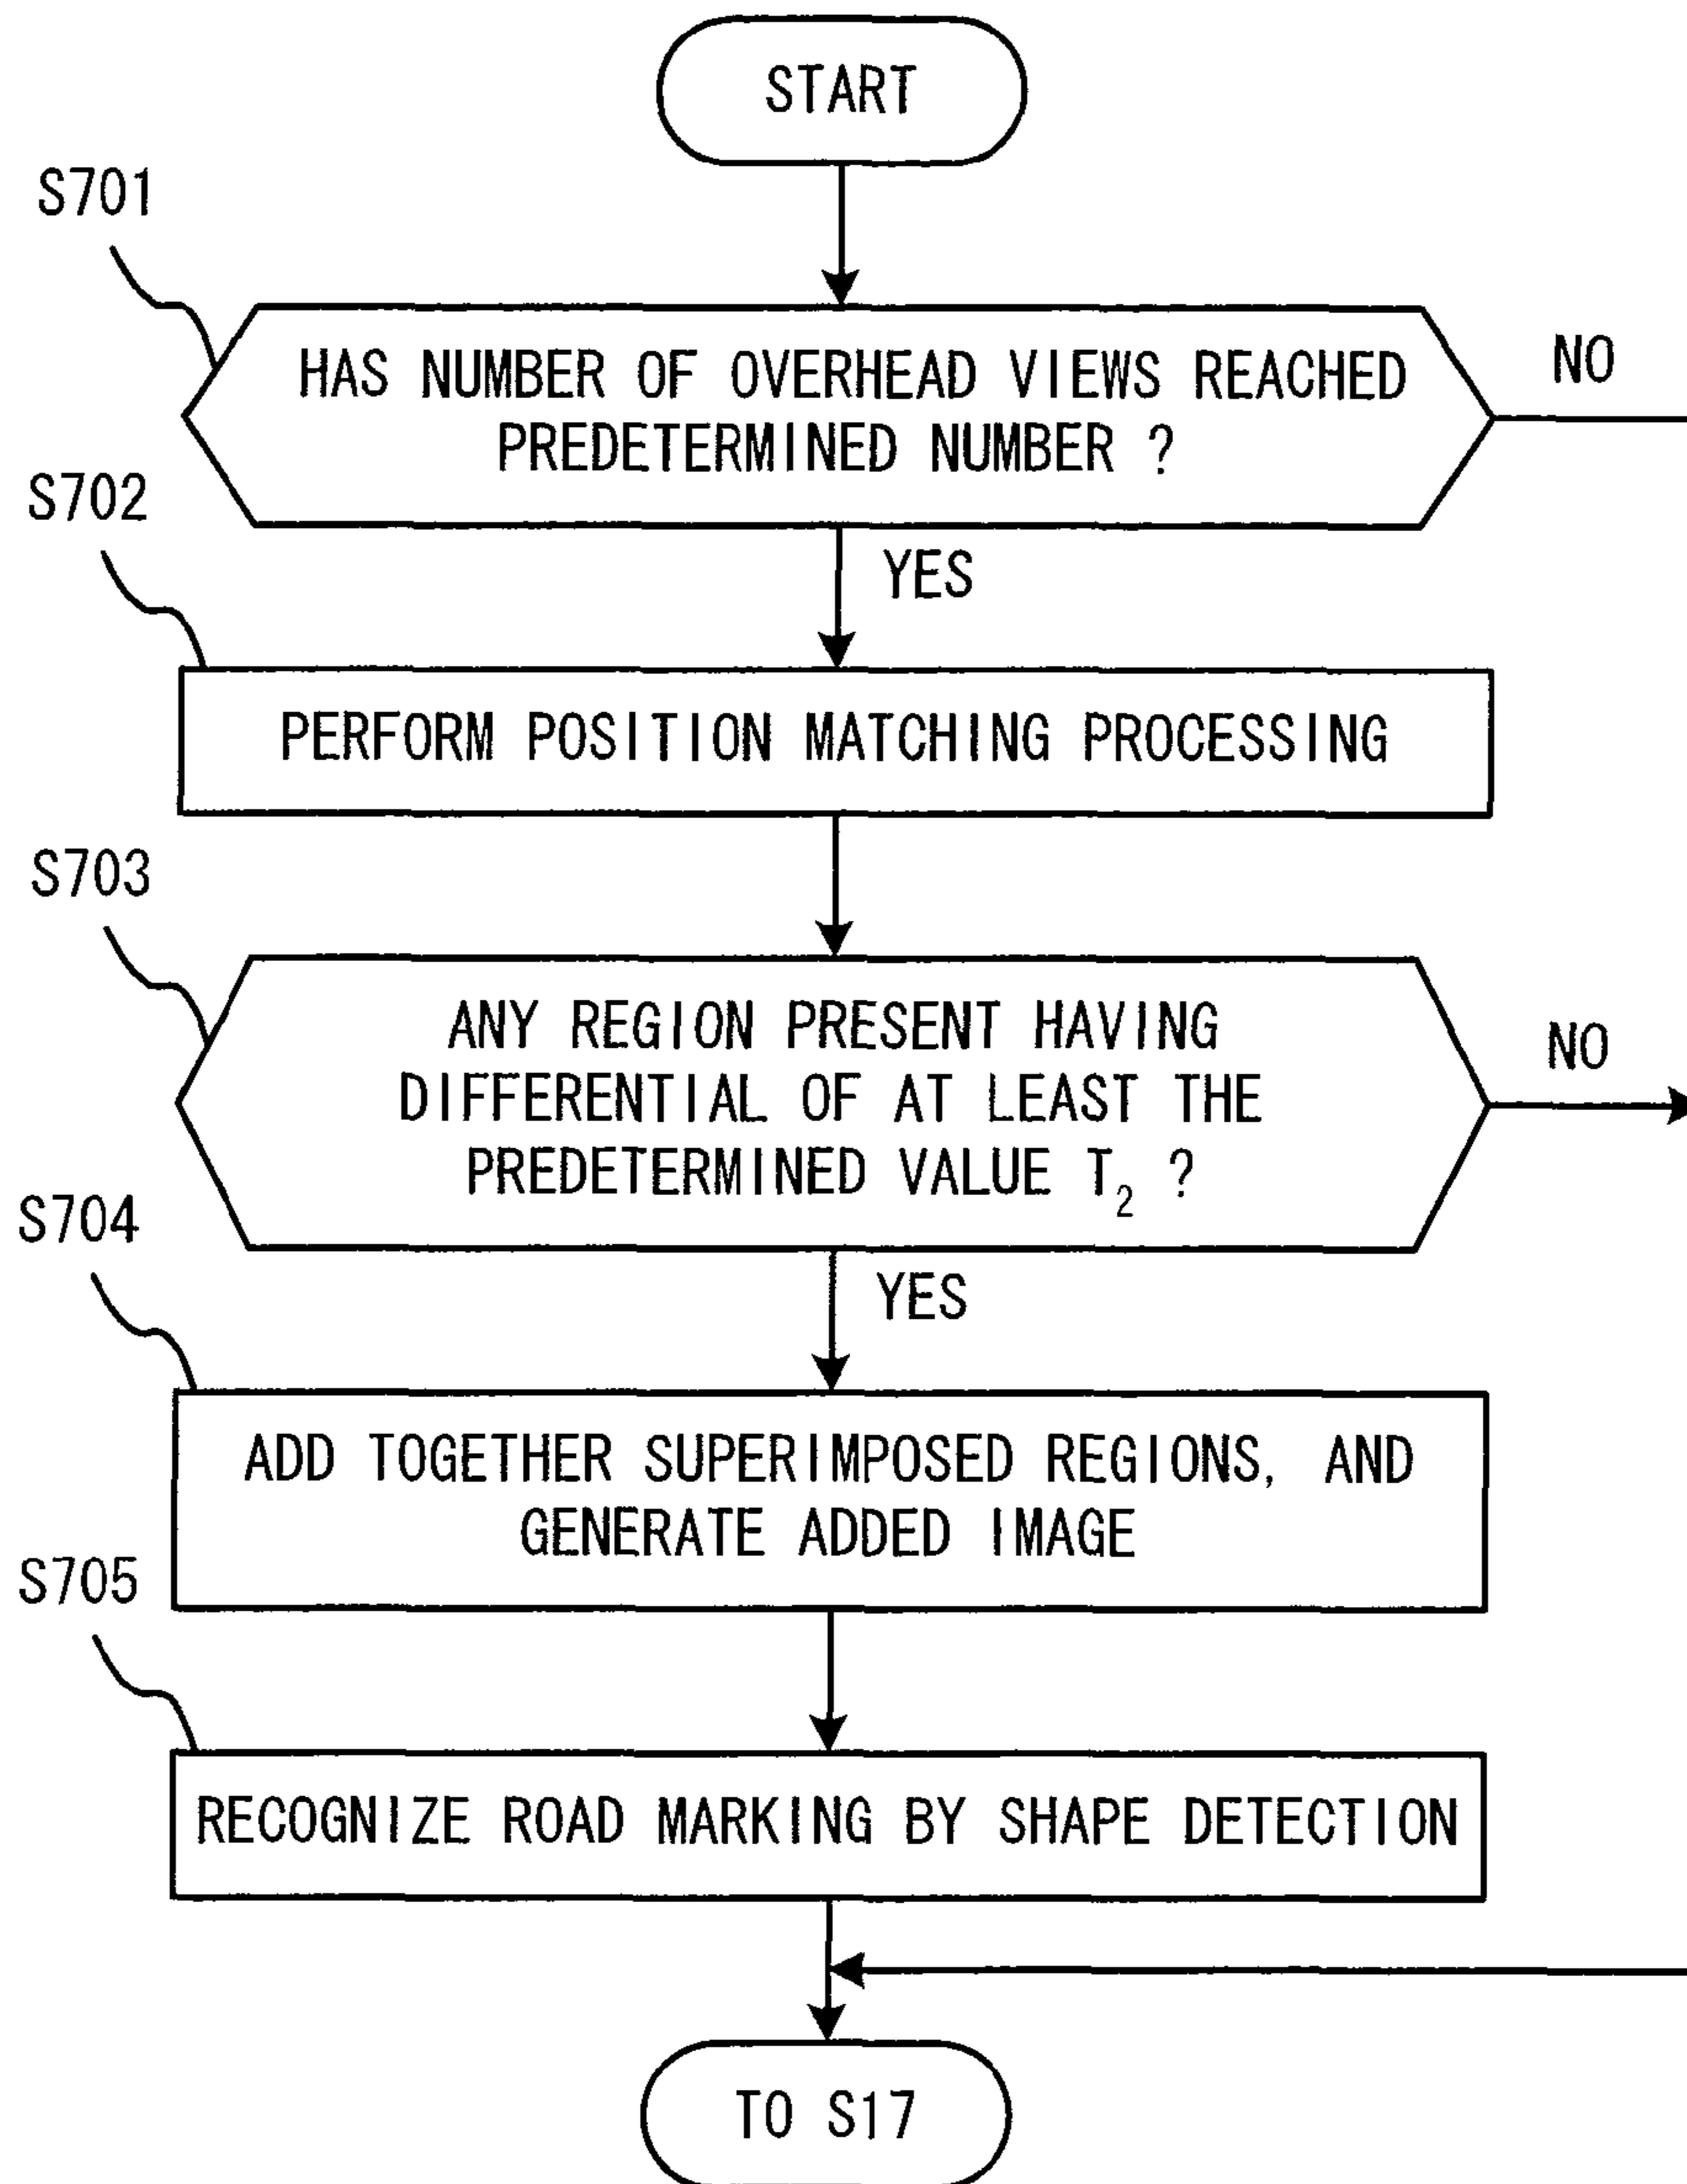 START
S701
HAS NUMBER OF OVERHEAD VIEWS REACHED
PREDETERMINED NUMBER ?
NO
YES
S702
PERFORM POSITION MATCHING PROCESSING
S703
ANY REGION PRESENT HAVING
DIFFERENTIAL OF AT LEAST THE
PREDETERMINED VALUE T₂ ?
NO
YES
S704
ADD TOGETHER SUPERIMPOSED REGIONS, AND
GENERATE ADDED IMAGE
S705
RECOGNIZE ROAD MARKING BY SHAPE DETECTION
TO S17